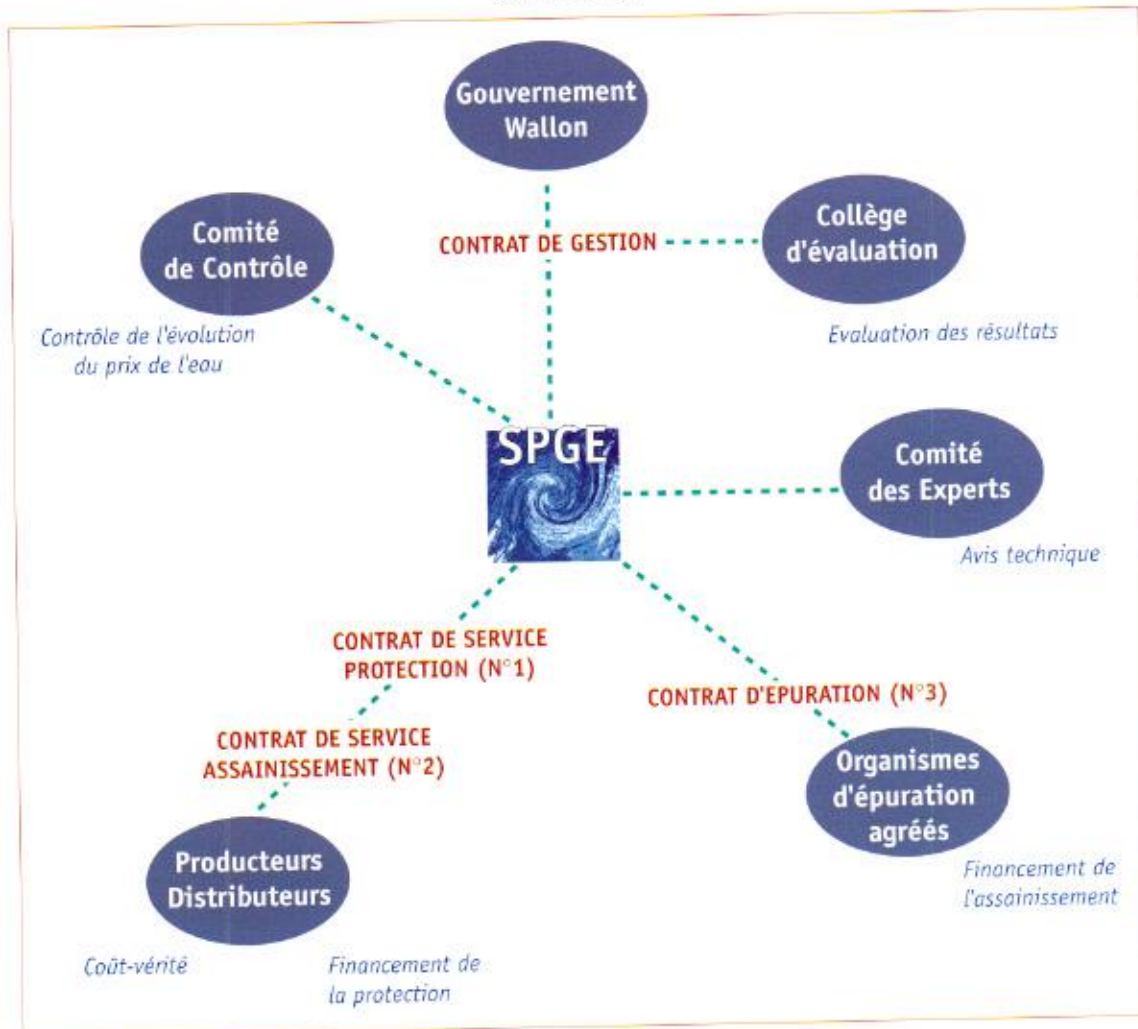 Gouvernement
Wallon
Comité
de Contrôle
CONTRAT DE GESTION
Collège
d'évaluation
Contrôle de l'évolution
du prix de l'eau
Evaluation des résultats
SPGE
Comité
des Experts
Avis technique
CONTRAT DE SERVICE
PROTECTION (N°1)
CONTRAT D'EPURATION (N°3)
CONTRAT DE SERVICE
ASSAINISSEMENT (N°2)
Organismes
d'épuration
agréés
Producteurs
Distributeurs
Financement de
l'assainissement
Coût-vérité
Financement de
la protection